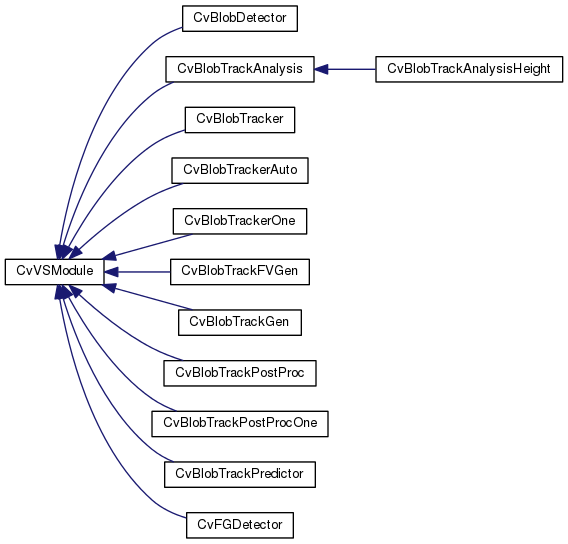 CvBlobDetector
CvBlobTrackAnalysis
CvBlobTrackAnalysisHeight
CvBlobTracker
CvBlobTrackerAuto
CvBlobTrackerOne
CvVSModule
CvBlobTrackFVGen
CvBlobTrackGen
CvBlobTrackPostProc
CvBlobTrackPostProcOne
CvBlobTrackPredictor
CvFGDetector